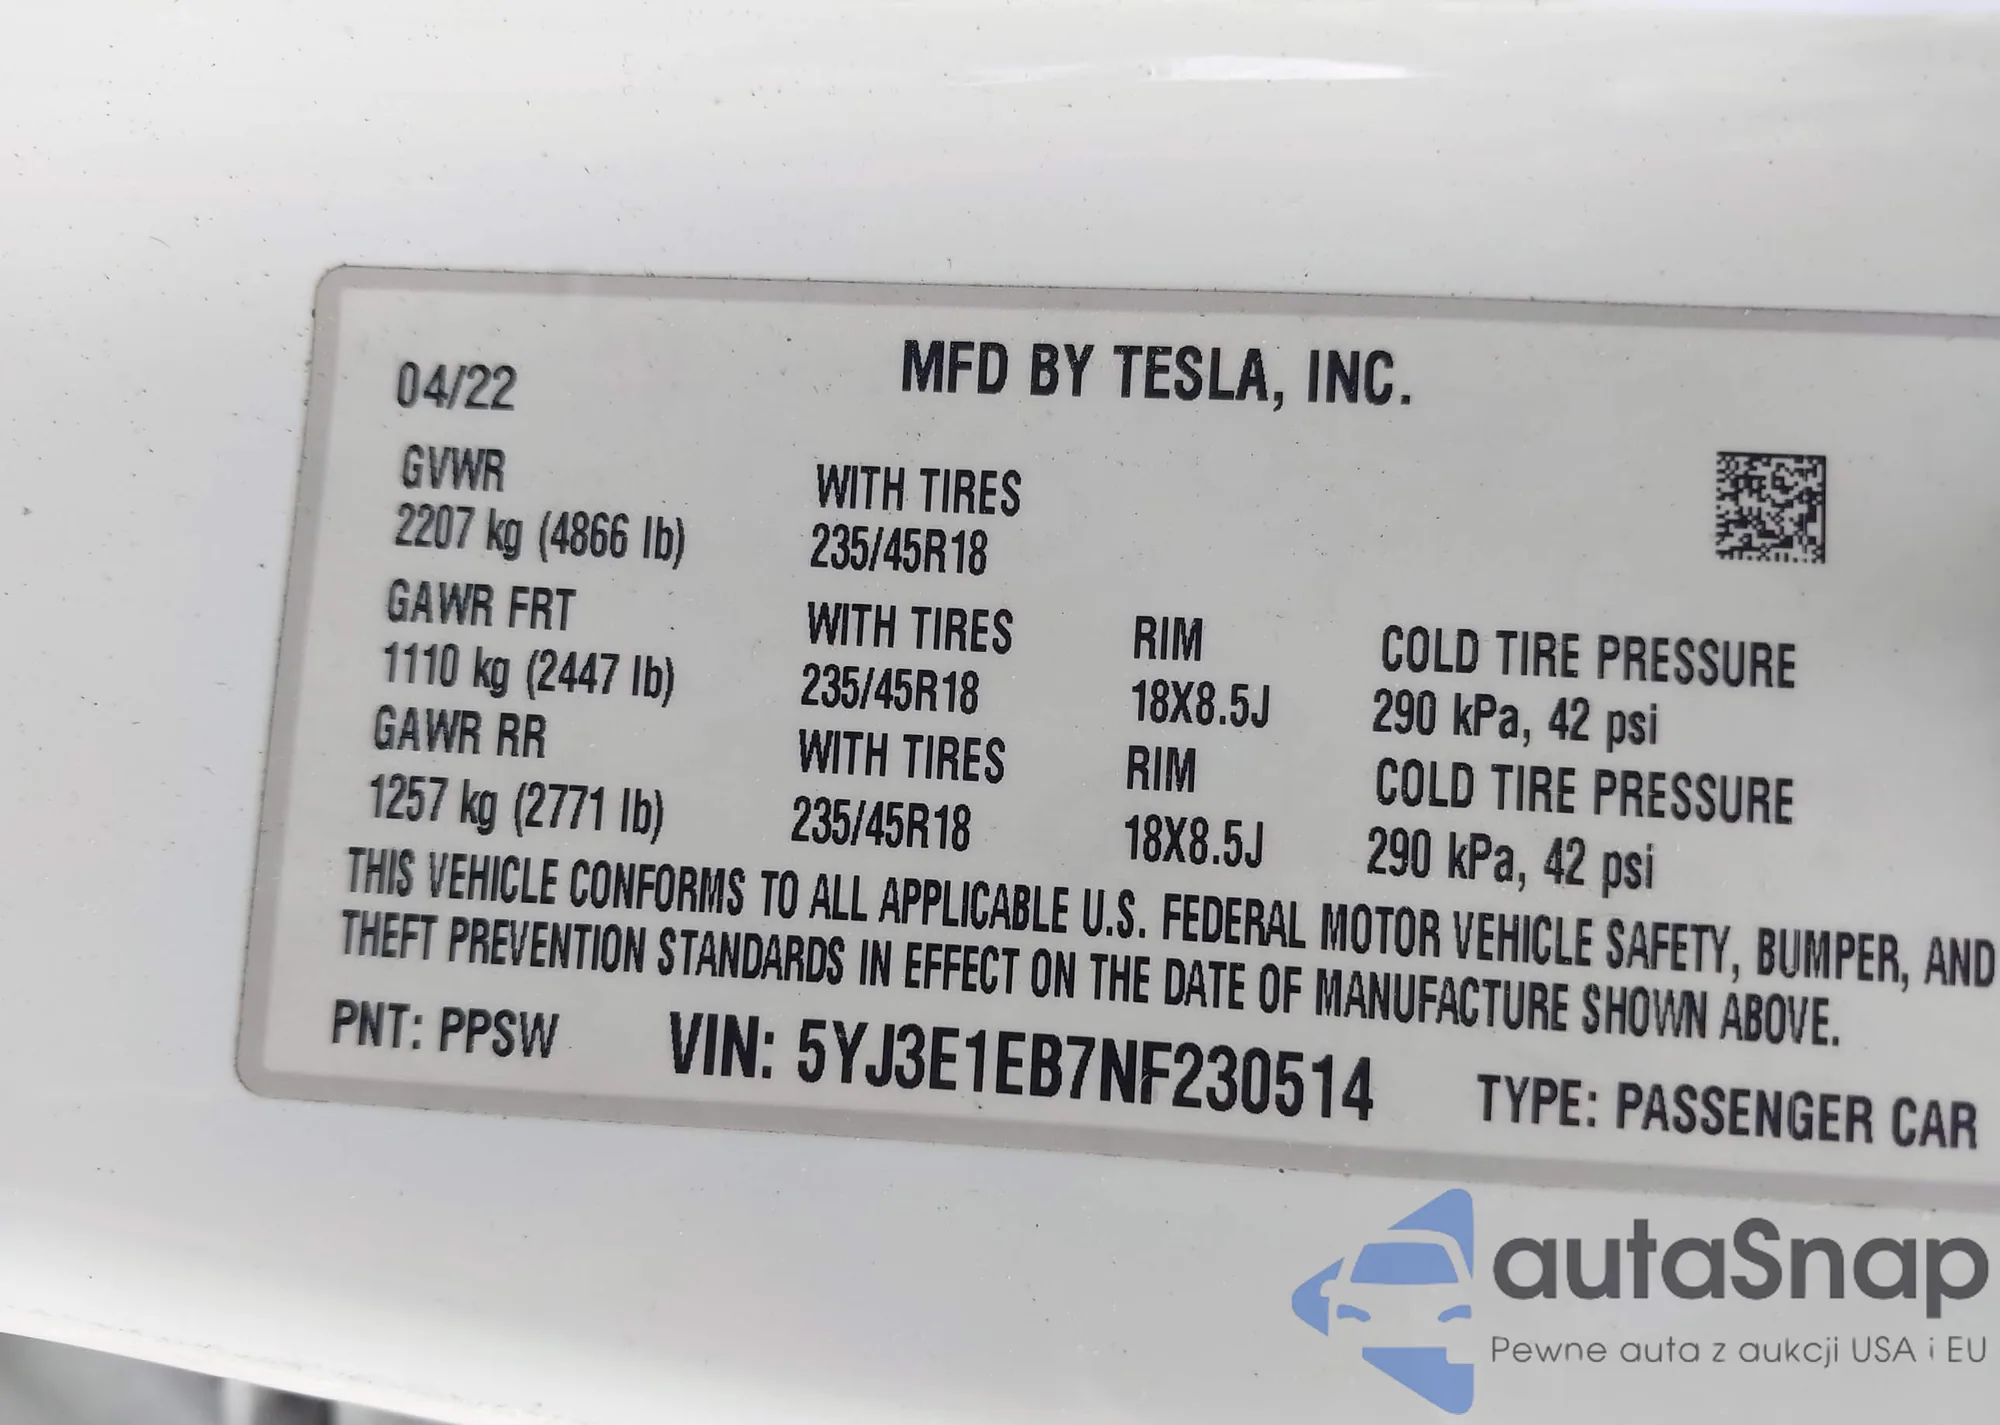 04/22 MFD BY TESLA, INC.
GVWR WITH TIRES
2207 kg (4866 lb) 235/45R18
GAWR FRT WITH TIRES RIM COLD TIRE PRESSURE
1110 kg (2447 lb) 235/45R18 18X8.5J 290 kPa, 42 psi
GAWR RR WITH TIRES RIM COLD TIRE PRESSURE
1257 kg (2771 lb) 235/45R18 18X8.5J 290 kPa, 42 psi
THIS VEHICLE CONFORMS TO ALL APPLICABLE U.S. FEDERAL MOTOR VEHICLE SAFETY, BUMPER, AND
THEFT PREVENTION STANDARDS IN EFFECT ON THE DATE OF MANUFACTURE SHOWN ABOVE.
PNT: PPSW VIN: 5YJ3E1EB7NF230514 TYPE: PASSENGER CAR
autaSnap
Pewne auta z aukcji USA i EU